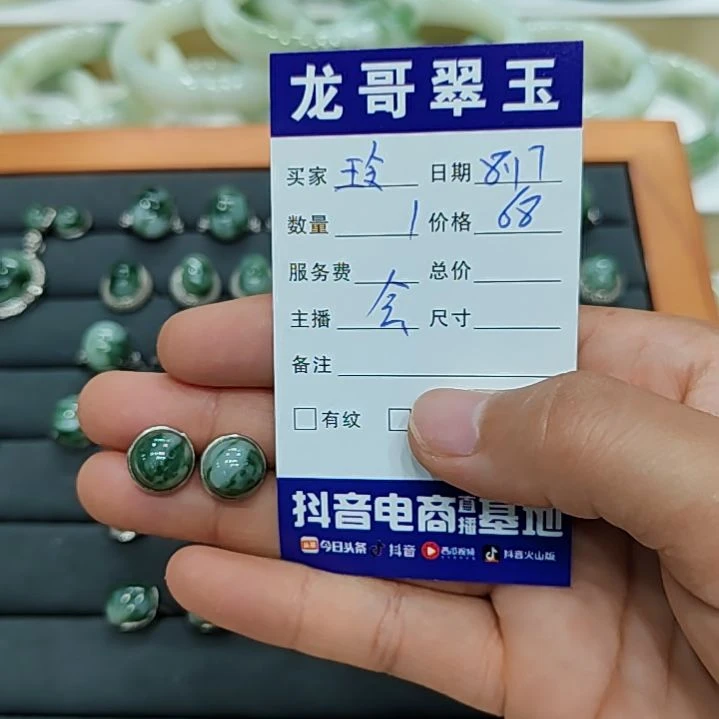 龙哥翠玉
买家 玲 日期 8.17
数量 1 价格 68
服务费 总价
主播 会 尺寸
备注
有纹
抖音电商直播基地
今日头条 抖音 西瓜视频 抖音火山版